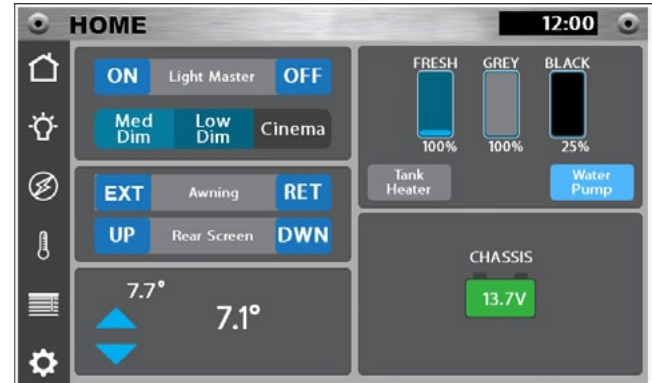 HOME
12:00
ON Light Master OFF
Med Dim Low Dim Cinema
EXT Awning RET
UP Rear Screen DWN
7.7°
7.1°
FRESH GREY BLACK
100% 100% 25%
Tank Heater
Water Pump
CHASSIS
13.7V